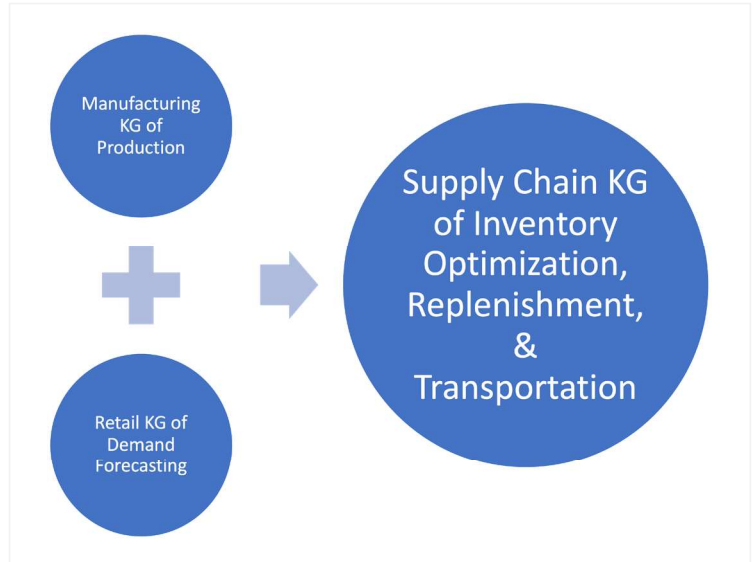 Manufacturing
KG of
Production
Retail KG of
Demand
Forecasting
Supply Chain KG
of Inventory
Optimization,
Replenishment,
&
Transportation